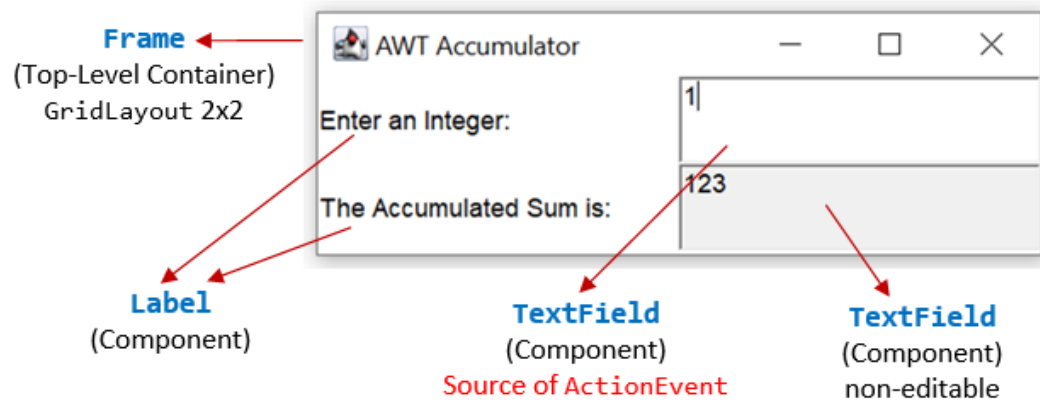 Frame
(Top-Level Container)
GridLayout 2x2
AWT Accumulator
Enter an Integer:
1
The Accumulated Sum is:
123
Label
(Component)
TextField
(Component)
Source of ActionEvent
TextField
(Component)
non-editable